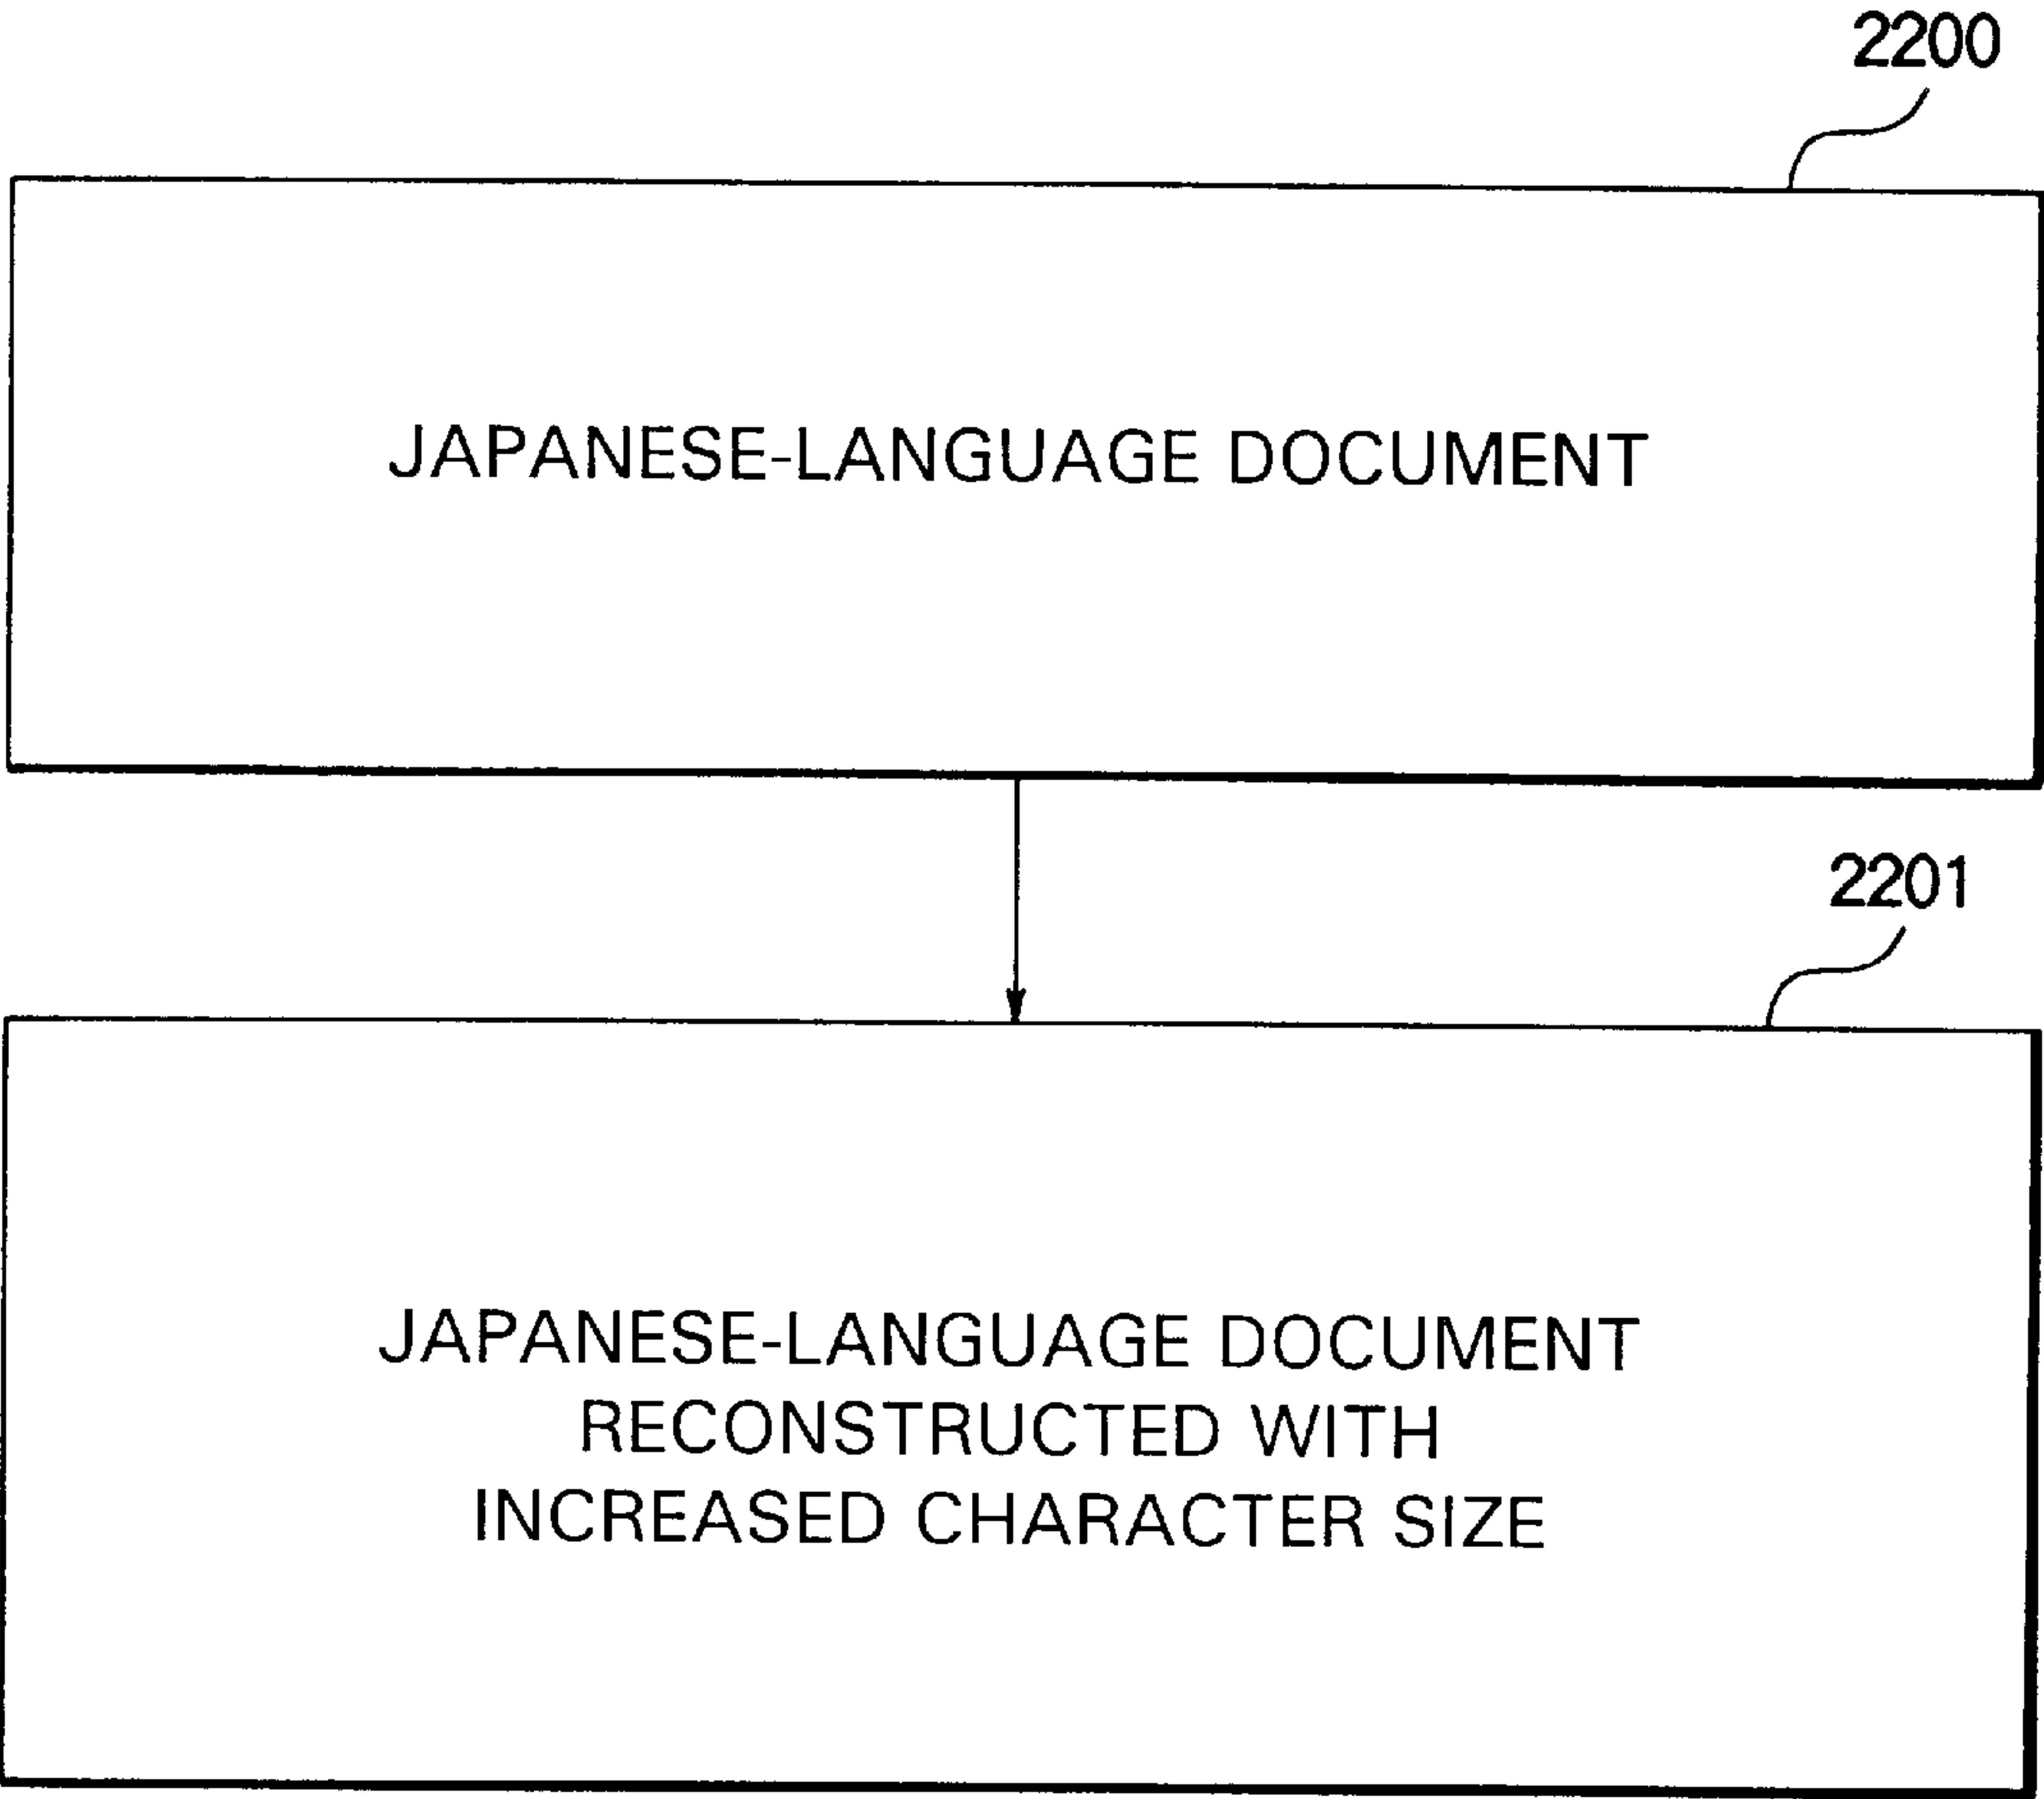 2200
JAPANESE-LANGUAGE DOCUMENT
2201
JAPANESE-LANGUAGE DOCUMENT
RECONSTRUCTED WITH
INCREASED CHARACTER SIZE